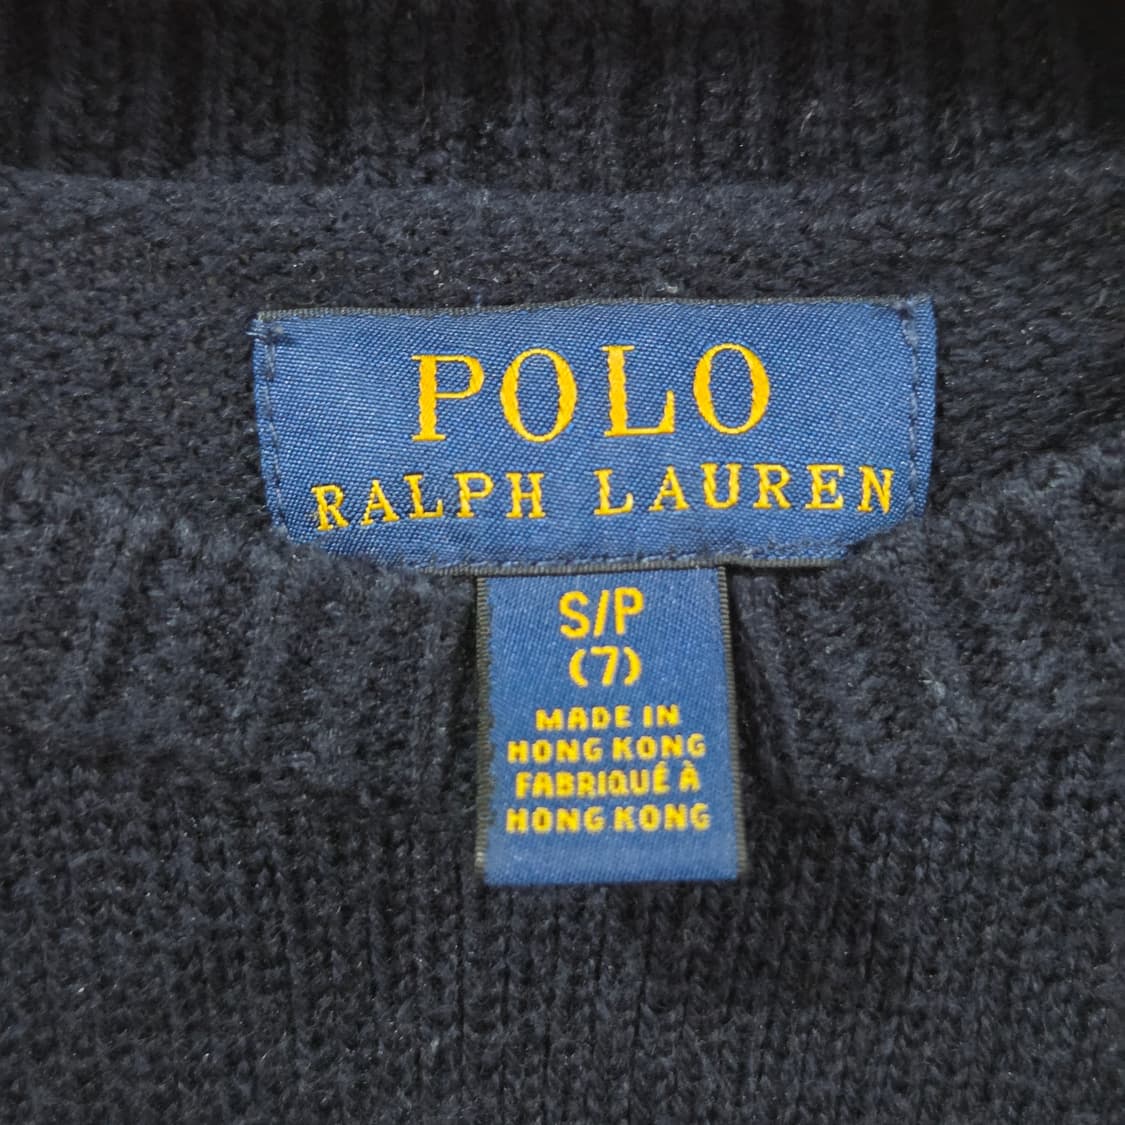 POLO
RALPH LAUREN
S/P
(7)
MADE IN
HONG KONG
FABRIQUÉ À
HONG KONG